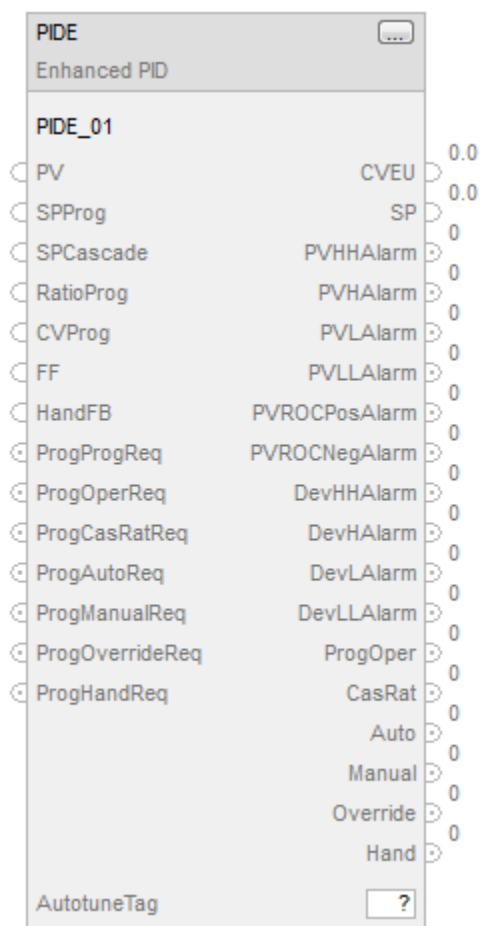 PIDE ...
Enhanced PID
PIDE_01
0.0
PV CVEU
0.0
SPProg SP
0
SPCascade PVHHAlarm
0
RatioProg PVHAlarm
0
CVProg PVLAlarm
0
FF PVLLAlarm
0
HandFB PVROCPosAlarm
0
ProgProgReq PVROCNegAlarm
0
ProgOperReq DevHHAlarm
0
ProgCasRatReq DevHAlarm
0
ProgAutoReq DevLAlarm
0
ProgManualReq DevLLAlarm
0
ProgOverrideReq ProgOper
0
ProgHandReq CasRat
0
Auto
0
Manual
0
Override
0
Hand
AutotuneTag ?